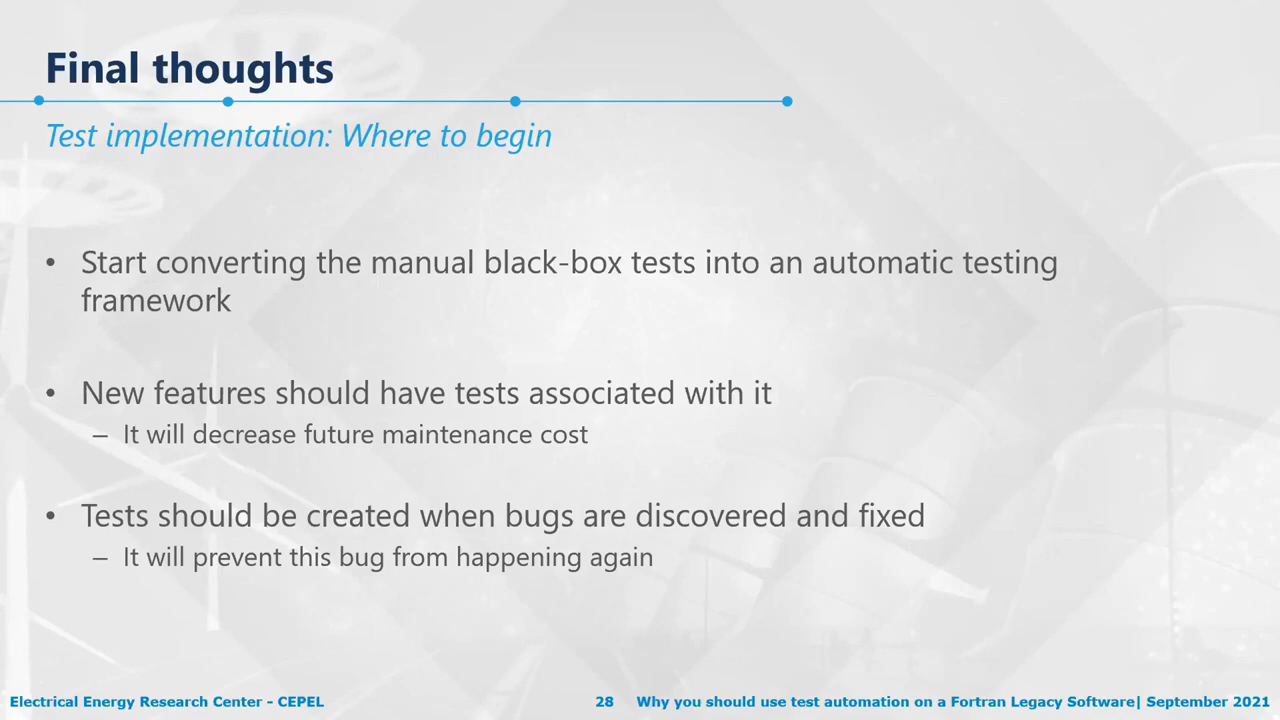 Final thoughts
Test implementation: Where to begin
• Start converting the manual black-box tests into an automatic testing
framework
• New features should have tests associated with it
– It will decrease future maintenance cost
• Tests should be created when bugs are discovered and fixed
– It will prevent this bug from happening again
Electrical Energy Research Center - CEPEL 28 Why you should use test automation on a Fortran Legacy Software| September 2021